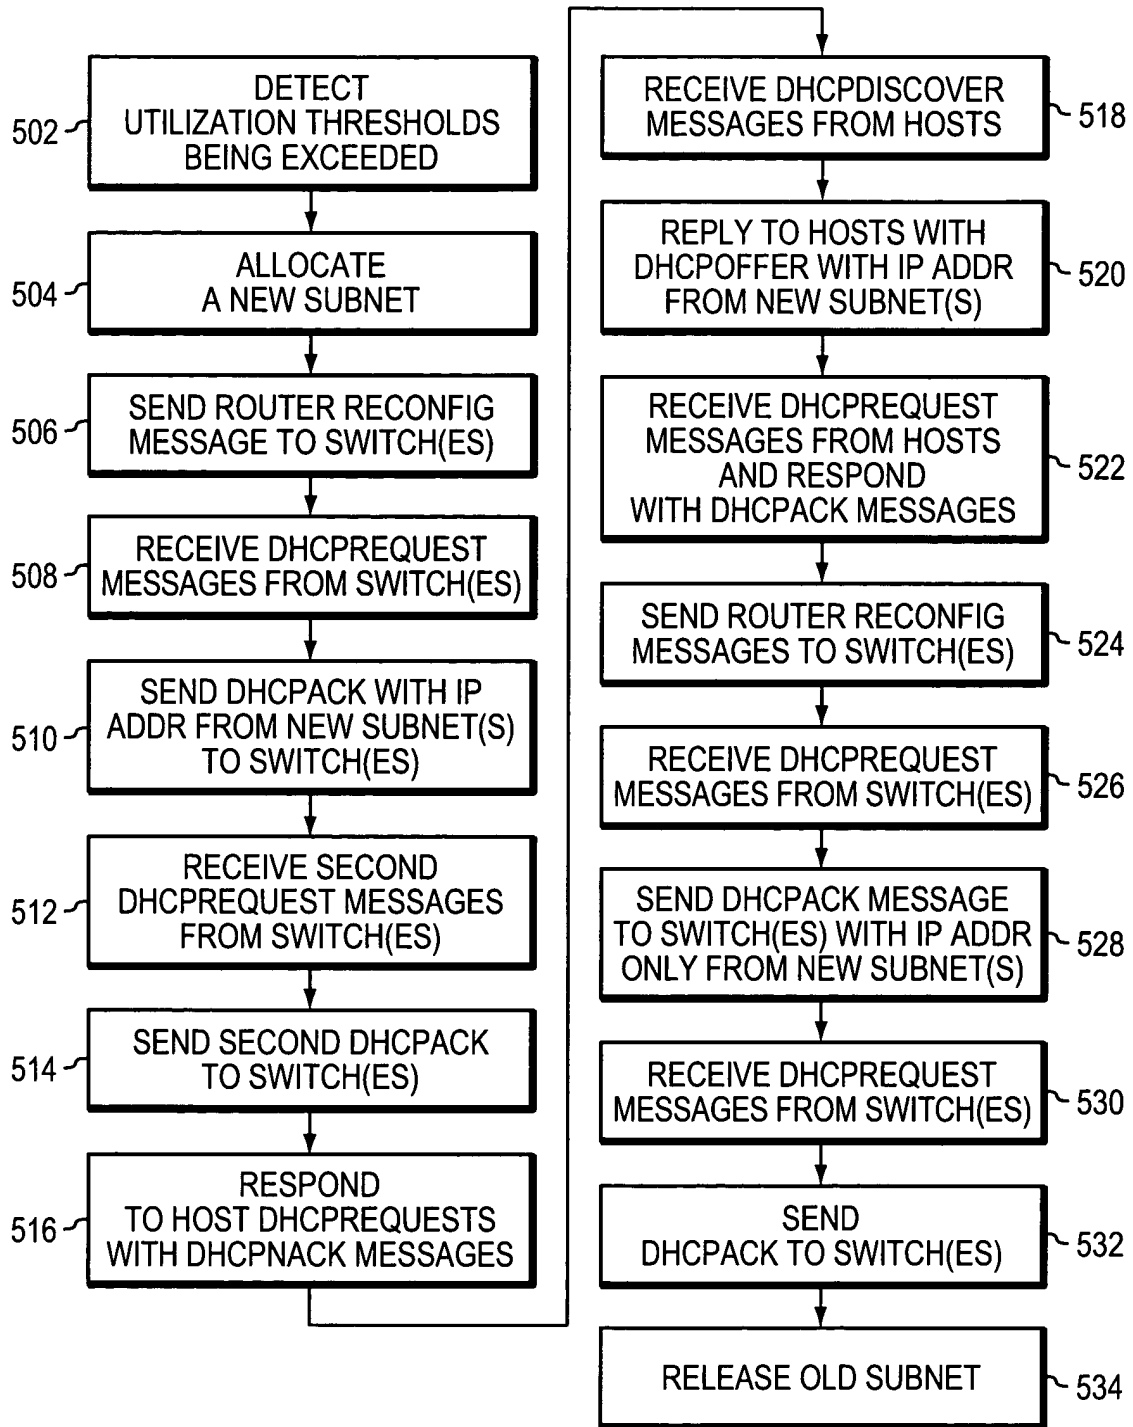 502
DETECT
UTILIZATION THRESHOLDS
BEING EXCEEDED
504
ALLOCATE
A NEW SUBNET
506
SEND ROUTER RECONFIG
MESSAGE TO SWITCH(ES)
508
RECEIVE DHCPREQUEST
MESSAGES FROM SWITCH(ES)
510
SEND DHCPACK WITH IP
ADDR FROM NEW SUBNET(S)
TO SWITCH(ES)
512
RECEIVE SECOND
DHCPREQUEST MESSAGES
FROM SWITCH(ES)
514
SEND SECOND DHCPACK
TO SWITCH(ES)
516
RESPOND
TO HOST DHCPREQUESTS
WITH DHCPNACK MESSAGES
RECEIVE DHCPDISCOVER
MESSAGES FROM HOSTS
518
REPLY TO HOSTS WITH
DHCPOFFER WITH IP ADDR
FROM NEW SUBNET(S)
520
RECEIVE DHCPREQUEST
MESSAGES FROM HOSTS
AND RESPOND
WITH DHCPACK MESSAGES
522
SEND ROUTER RECONFIG
MESSAGES TO SWITCH(ES)
524
RECEIVE DHCPREQUEST
MESSAGES FROM SWITCH(ES)
526
SEND DHCPACK MESSAGE
TO SWITCH(ES) WITH IP ADDR
ONLY FROM NEW SUBNET(S)
528
RECEIVE DHCPREQUEST
MESSAGES FROM SWITCH(ES)
530
SEND
DHCPACK TO SWITCH(ES)
532
RELEASE OLD SUBNET
534